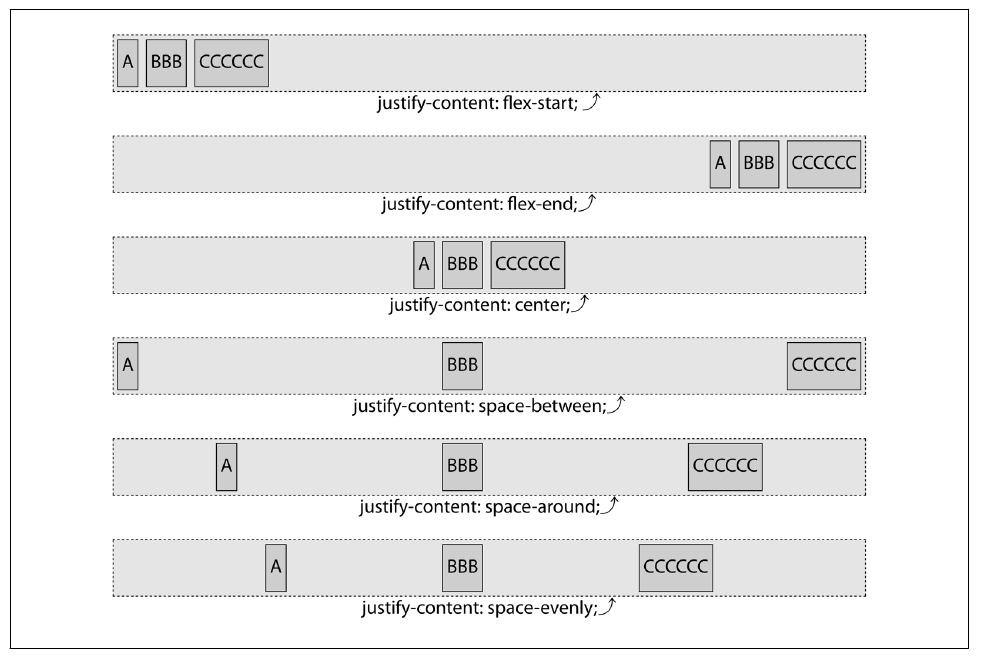 A BBB CCCCCC
justify-content: flex-start;
A BBB CCCCCC
justify-content: flex-end;
A BBB CCCCCC
justify-content: center;
A BBB CCCCCC
justify-content: space-between;
A BBB CCCCCC
justify-content: space-around;
A BBB CCCCCC
justify-content: space-evenly;